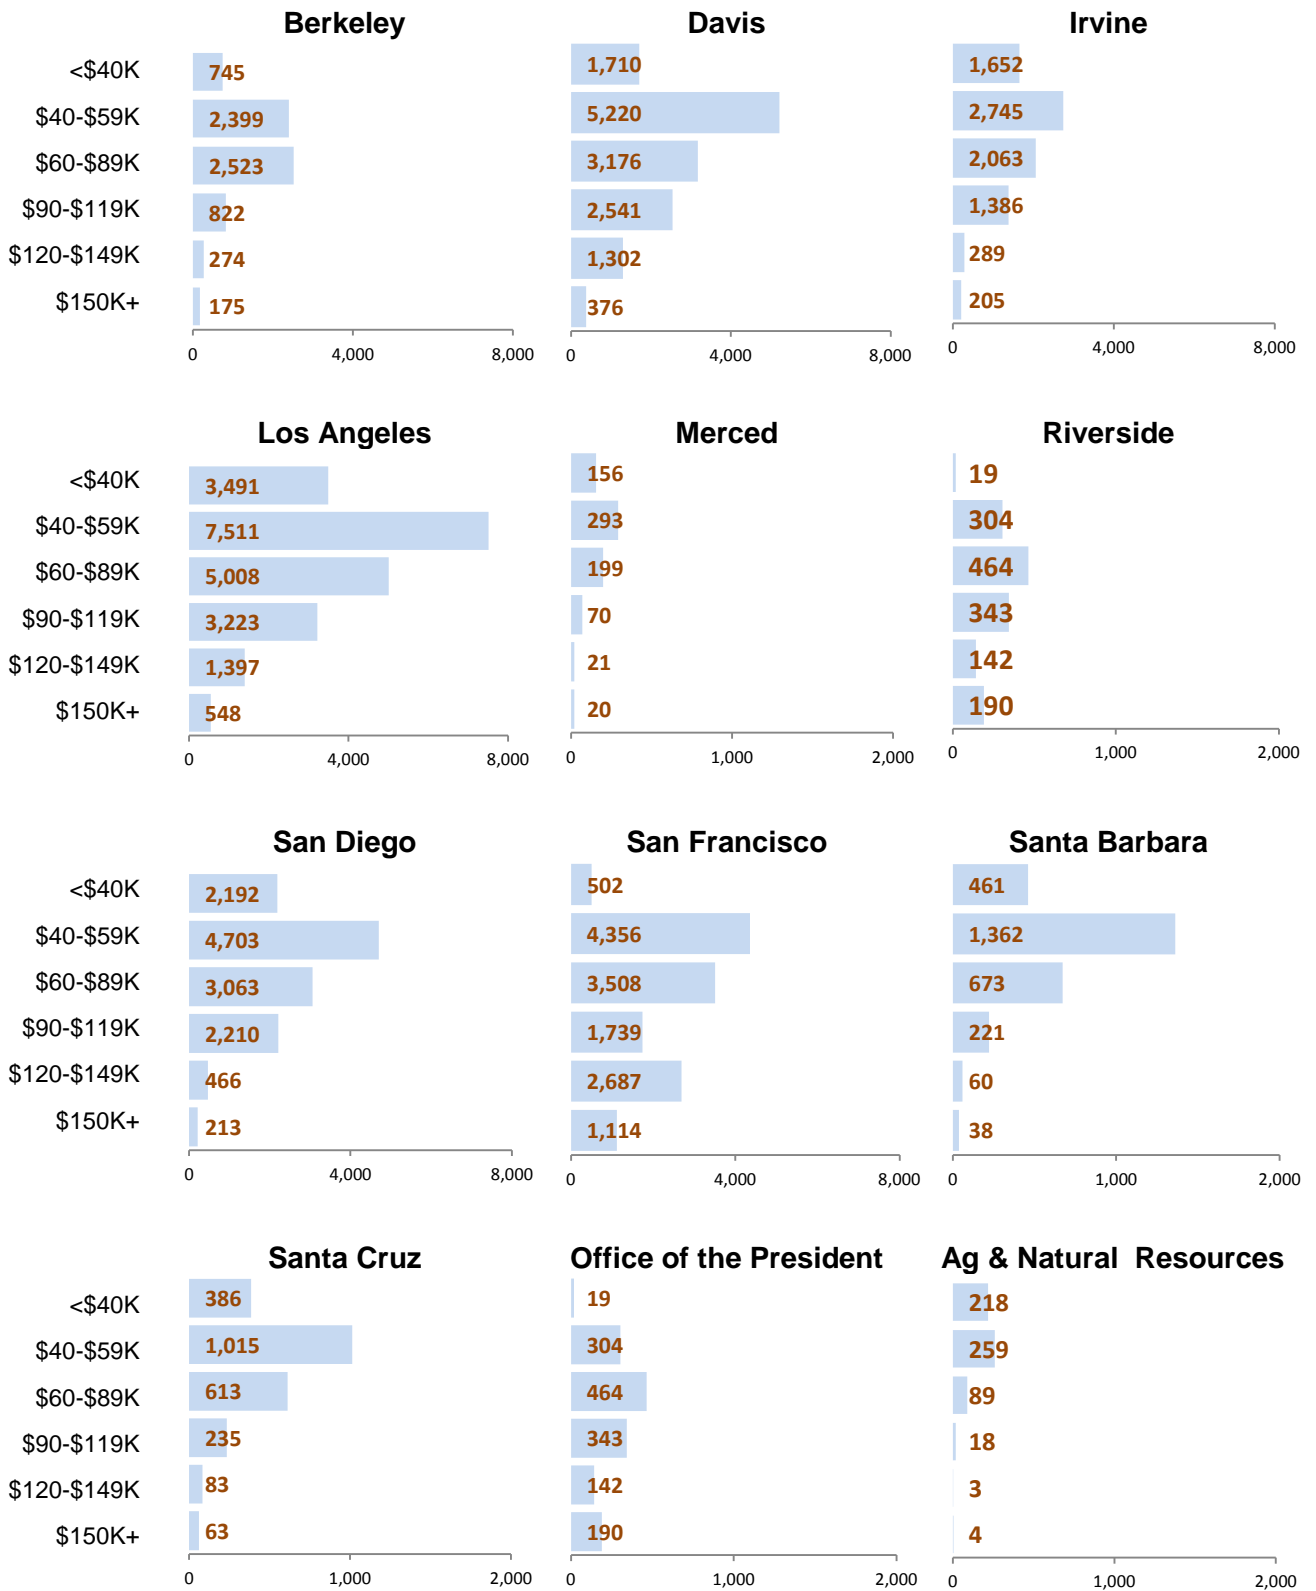 Berkeley Davis Irvine
<$40K 745 1,710 1,652
$40-$59K 2,399 5,220 2,745
$60-$89K 2,523 3,176 2,063
$90-$119K 822 2,541 1,386
$120-$149K 274 1,302 289
$150K+ 175 376 205
0 4,000 8,000 0 4,000 8,000 0 4,000 8,000
Los Angeles Merced Riverside
<$40K 3,491 156 19
$40-$59K 7,511 293 304
$60-$89K 5,008 199 464
$90-$119K 3,223 70 343
$120-$149K 1,397 21 142
$150K+ 548 20 190
0 4,000 8,000 0 1,000 2,000 0 1,000 2,000
San Diego San Francisco Santa Barbara
<$40K 2,192 502 461
$40-$59K 4,703 4,356 1,362
$60-$89K 3,063 3,508 673
$90-$119K 2,210 1,739 221
$120-$149K 466 2,687 60
$150K+ 213 1,114 38
0 4,000 8,000 0 4,000 8,000 0 1,000 2,000
Santa Cruz Office of the President Ag & Natural Resources
<$40K 386 19 218
$40-$59K 1,015 304 259
$60-$89K 613 464 89
$90-$119K 235 343 18
$120-$149K 83 142 3
$150K+ 63 190 4
0 1,000 2,000 0 1,000 2,000 0 1,000 2,000